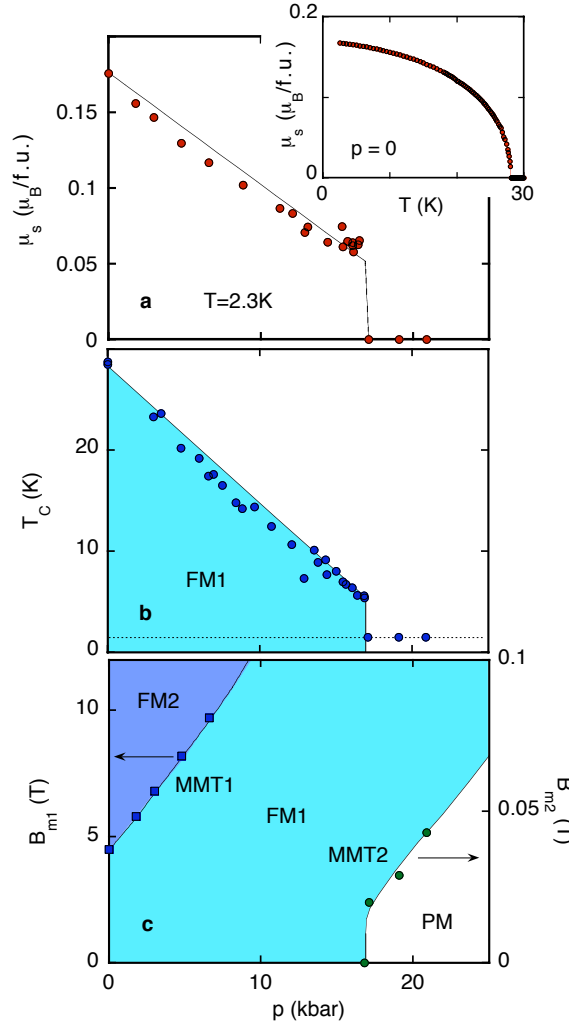 0.2
0
0
30
μs (μB/f.u.)
T (K)
p = 0
0.15
0.1
0.05
0
μs (μB/f.u.)
a
T=2.3K
20
10
0
TC (K)
FM1
b
10
5
0
Bm1 (T)
0.1
0.05
0
Bm2 (T)
FM2
MMT1
FM1
MMT2
PM
c
0
10
20
p (kbar)